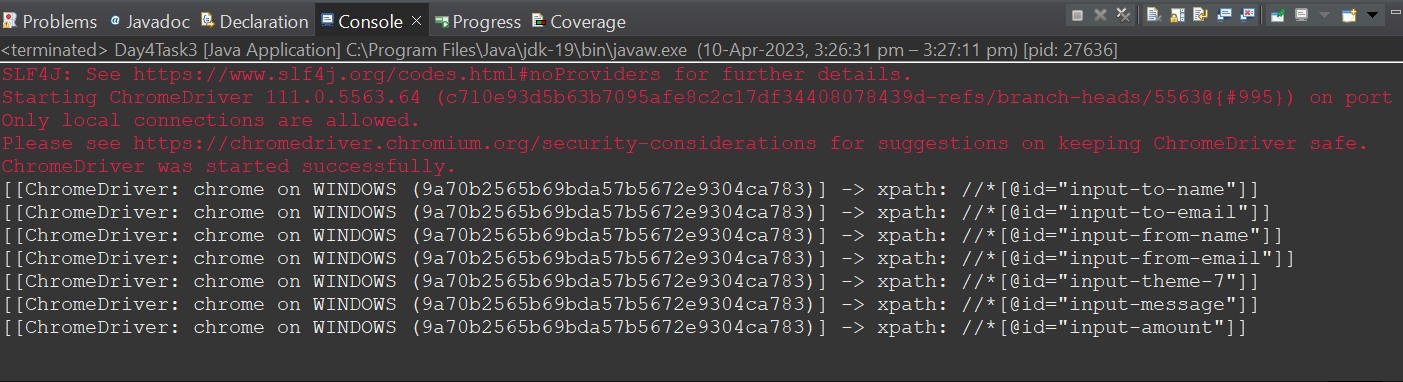 Problems @ Javadoc Declaration Console × Progress Coverage
<terminated> Day4Task3 [Java Application] C:\Program Files\Java\jdk-19\bin\javaw.exe (10-Apr-2023, 3:26:31 pm – 3:27:11 pm) [pid: 27636]
SLF4J: See https://www.slf4j.org/codes.html#noProviders for further details.
Starting ChromeDriver 111.0.5563.64 (c710e93d5b63b7095afe8c2c17df34408078439d-refs/branch-heads/5563@{#995}) on port
Only local connections are allowed.
Please see https://chromedriver.chromium.org/security-considerations for suggestions on keeping ChromeDriver safe.
ChromeDriver was started successfully.
[[ChromeDriver: chrome on WINDOWS (9a70b2565b69bda57b5672e9304ca783)] -> xpath: //*[@id="input-to-name"]]
[[ChromeDriver: chrome on WINDOWS (9a70b2565b69bda57b5672e9304ca783)] -> xpath: //*[@id="input-to-email"]]
[[ChromeDriver: chrome on WINDOWS (9a70b2565b69bda57b5672e9304ca783)] -> xpath: //*[@id="input-from-name"]]
[[ChromeDriver: chrome on WINDOWS (9a70b2565b69bda57b5672e9304ca783)] -> xpath: //*[@id="input-from-email"]]
[[ChromeDriver: chrome on WINDOWS (9a70b2565b69bda57b5672e9304ca783)] -> xpath: //*[@id="input-theme-7"]]
[[ChromeDriver: chrome on WINDOWS (9a70b2565b69bda57b5672e9304ca783)] -> xpath: //*[@id="input-message"]]
[[ChromeDriver: chrome on WINDOWS (9a70b2565b69bda57b5672e9304ca783)] -> xpath: //*[@id="input-amount"]]